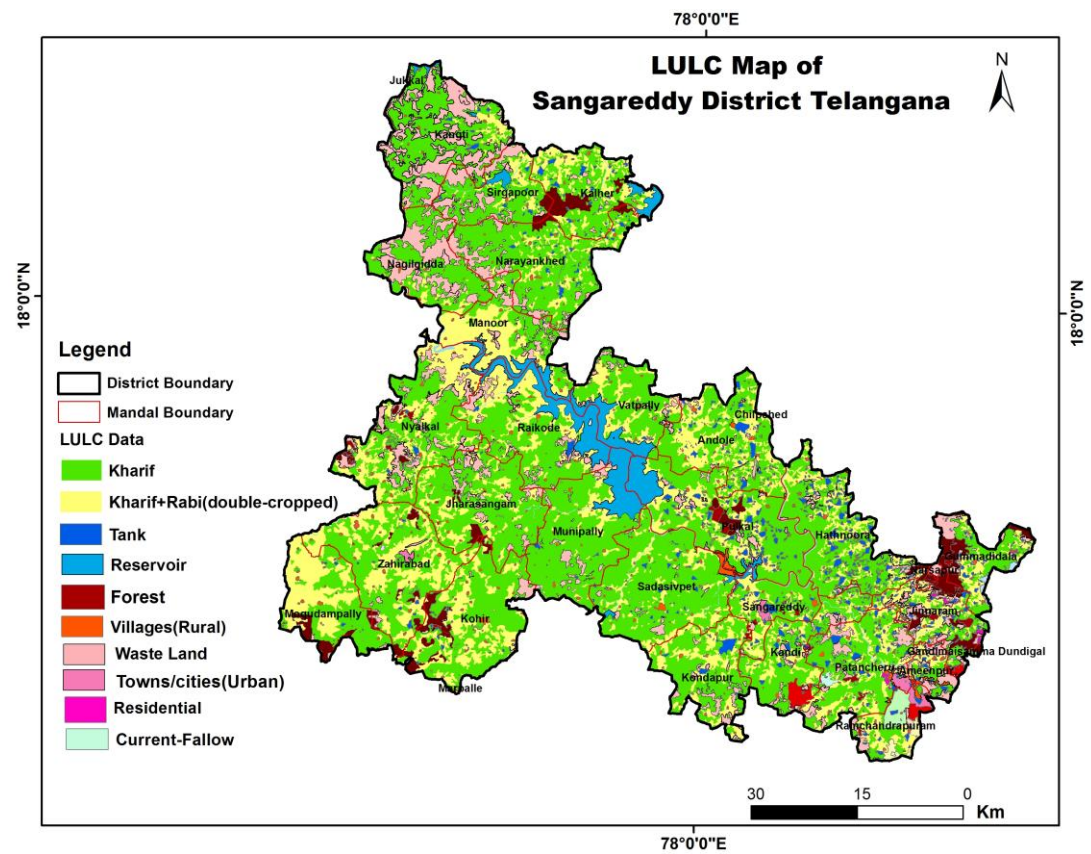 78°0'0"E
LULC Map of
Sangareddy District Telangana
N
Jukkal
Kangti
Sirgapoor
Kalher
Nagilgidda
Narayankhed
18°0'0"N
18°0'0"N
Manoor
Legend
District Boundary
Mandal Boundary
LULC Data
Kharif
Kharif+Rabi(double-cropped)
Tank
Reservoir
Forest
Villages(Rural)
Waste Land
Towns/cities(Urban)
Residential
Current-Fallow
Vatpally
Chilpched
Nyalkal
Raikode
Andole
Jharasangam
Munipally
Pulkal
Hathnoora
Gummadidala
Zahirabad
Sadasivpet
Sangareddy
Jinnaram
Mogudampally
Kohir
Kandi
Gandimaisamma Dundigal
Patancheru
Ameenpur
Kondapur
Marpalle
Ramchandrapuram
30
15
0
Km
78°0'0"E